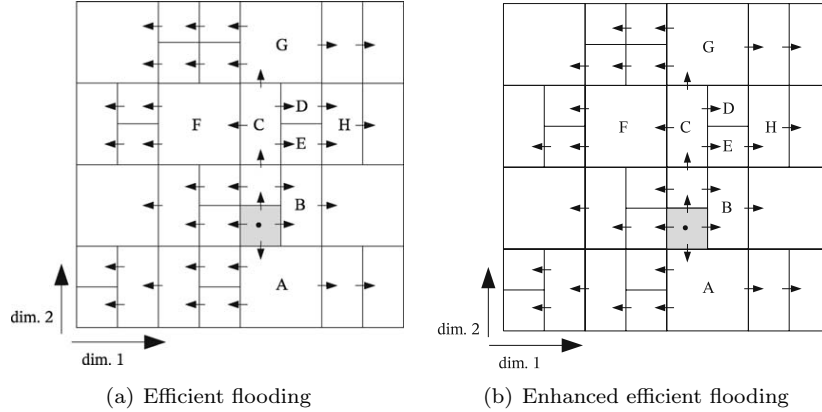 G
D
F
C
H
E
B
A
dim. 2
dim. 1
(a) Efficient flooding
G
D
F
C
H
E
B
A
dim. 2
dim. 1
(b) Enhanced efficient flooding